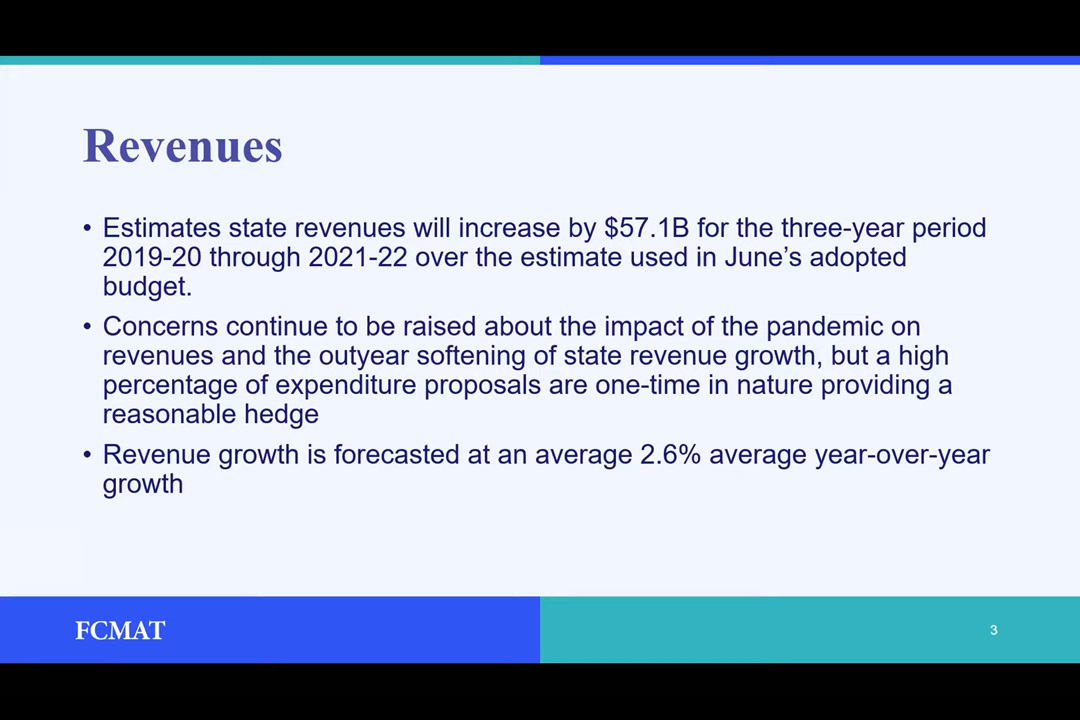 Revenues
• Estimates state revenues will increase by $57.1B for the three-year period
2019-20 through 2021-22 over the estimate used in June’s adopted
budget.
• Concerns continue to be raised about the impact of the pandemic on
revenues and the outyear softening of state revenue growth, but a high
percentage of expenditure proposals are one-time in nature providing a
reasonable hedge
• Revenue growth is forecasted at an average 2.6% average year-over-year
growth
FCMAT
3